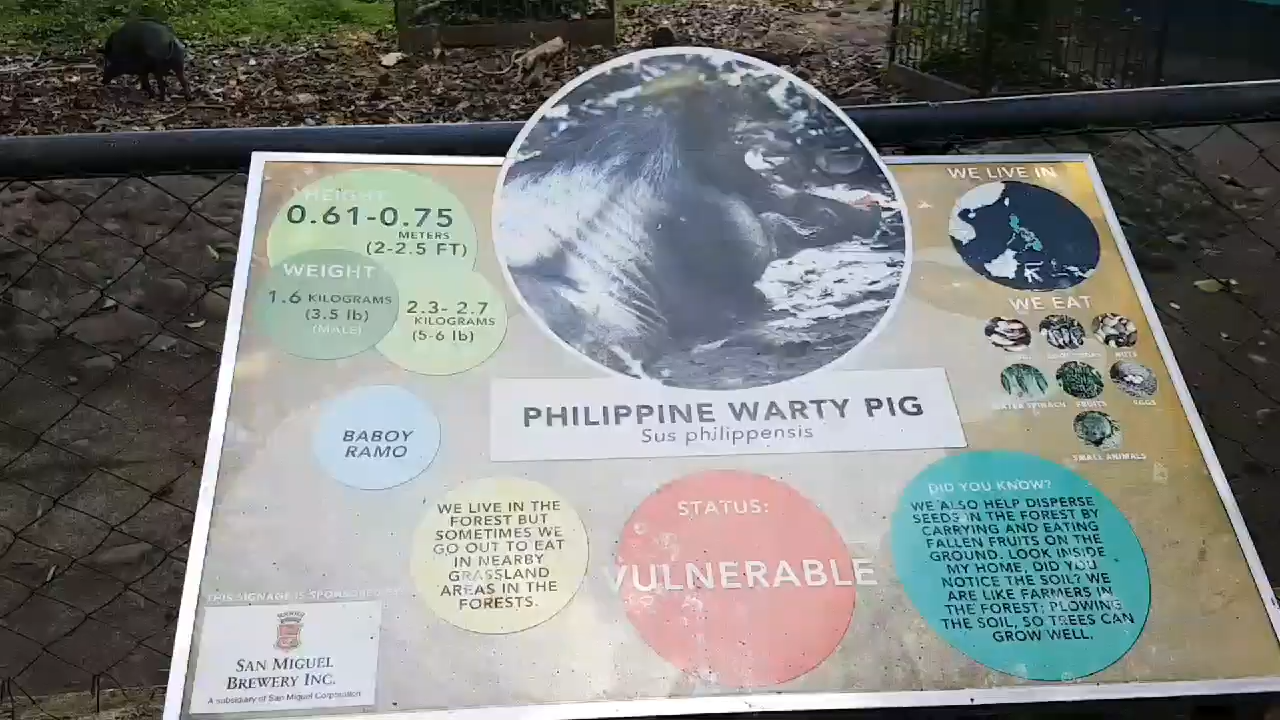 HEIGHT
0.61-0.75
METERS
(2-2.5 FT)
WEIGHT
1.6 KILOGRAMS
(3.5 lb)
(MALE)
2.3- 2.7
KILOGRAMS
(5-6 lb)
BABOY
RAMO
PHILIPPINE WARTY PIG
Sus philippensis
WE LIVE IN
WE EAT
NUTS
WATER SPINACH
FRUITS
EGGS
SMALL ANIMALS
WE LIVE IN THE
FOREST BUT
SOMETIMES WE
GO OUT TO EAT
IN NEARBY
GRASSLAND
AREAS IN THE
FORESTS.
STATUS:
VULNERABLE
DID YOU KNOW?
WE ALSO HELP DISPERSE
SEEDS IN THE FOREST BY
CARRYING AND EATING
FALLEN FRUITS ON THE
GROUND. LOOK INSIDE
MY HOME, DID YOU
NOTICE THE SOIL? WE
ARE LIKE FARMERS IN
THE FOREST; PLOWING
THE SOIL, SO TREES CAN
GROW WELL.
THIS SIGNAGE IS SPONSORED BY
SAN MIGUEL
BREWERY INC.
A subsidiary of San Miguel Corporation